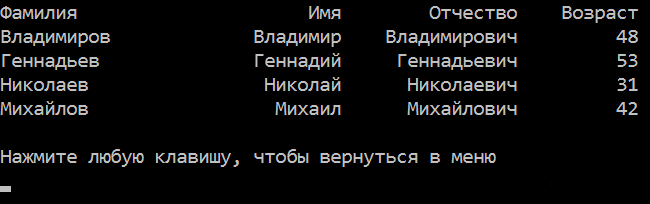 Фамилия Имя Отчество Возраст
Владимиров Владимир Владимирович 48
Геннадьев Геннадий Геннадьевич 53
Николаев Николай Николаевич 31
Михайлов Михаил Михайлович 42
Нажмите любую клавишу, чтобы вернуться в меню